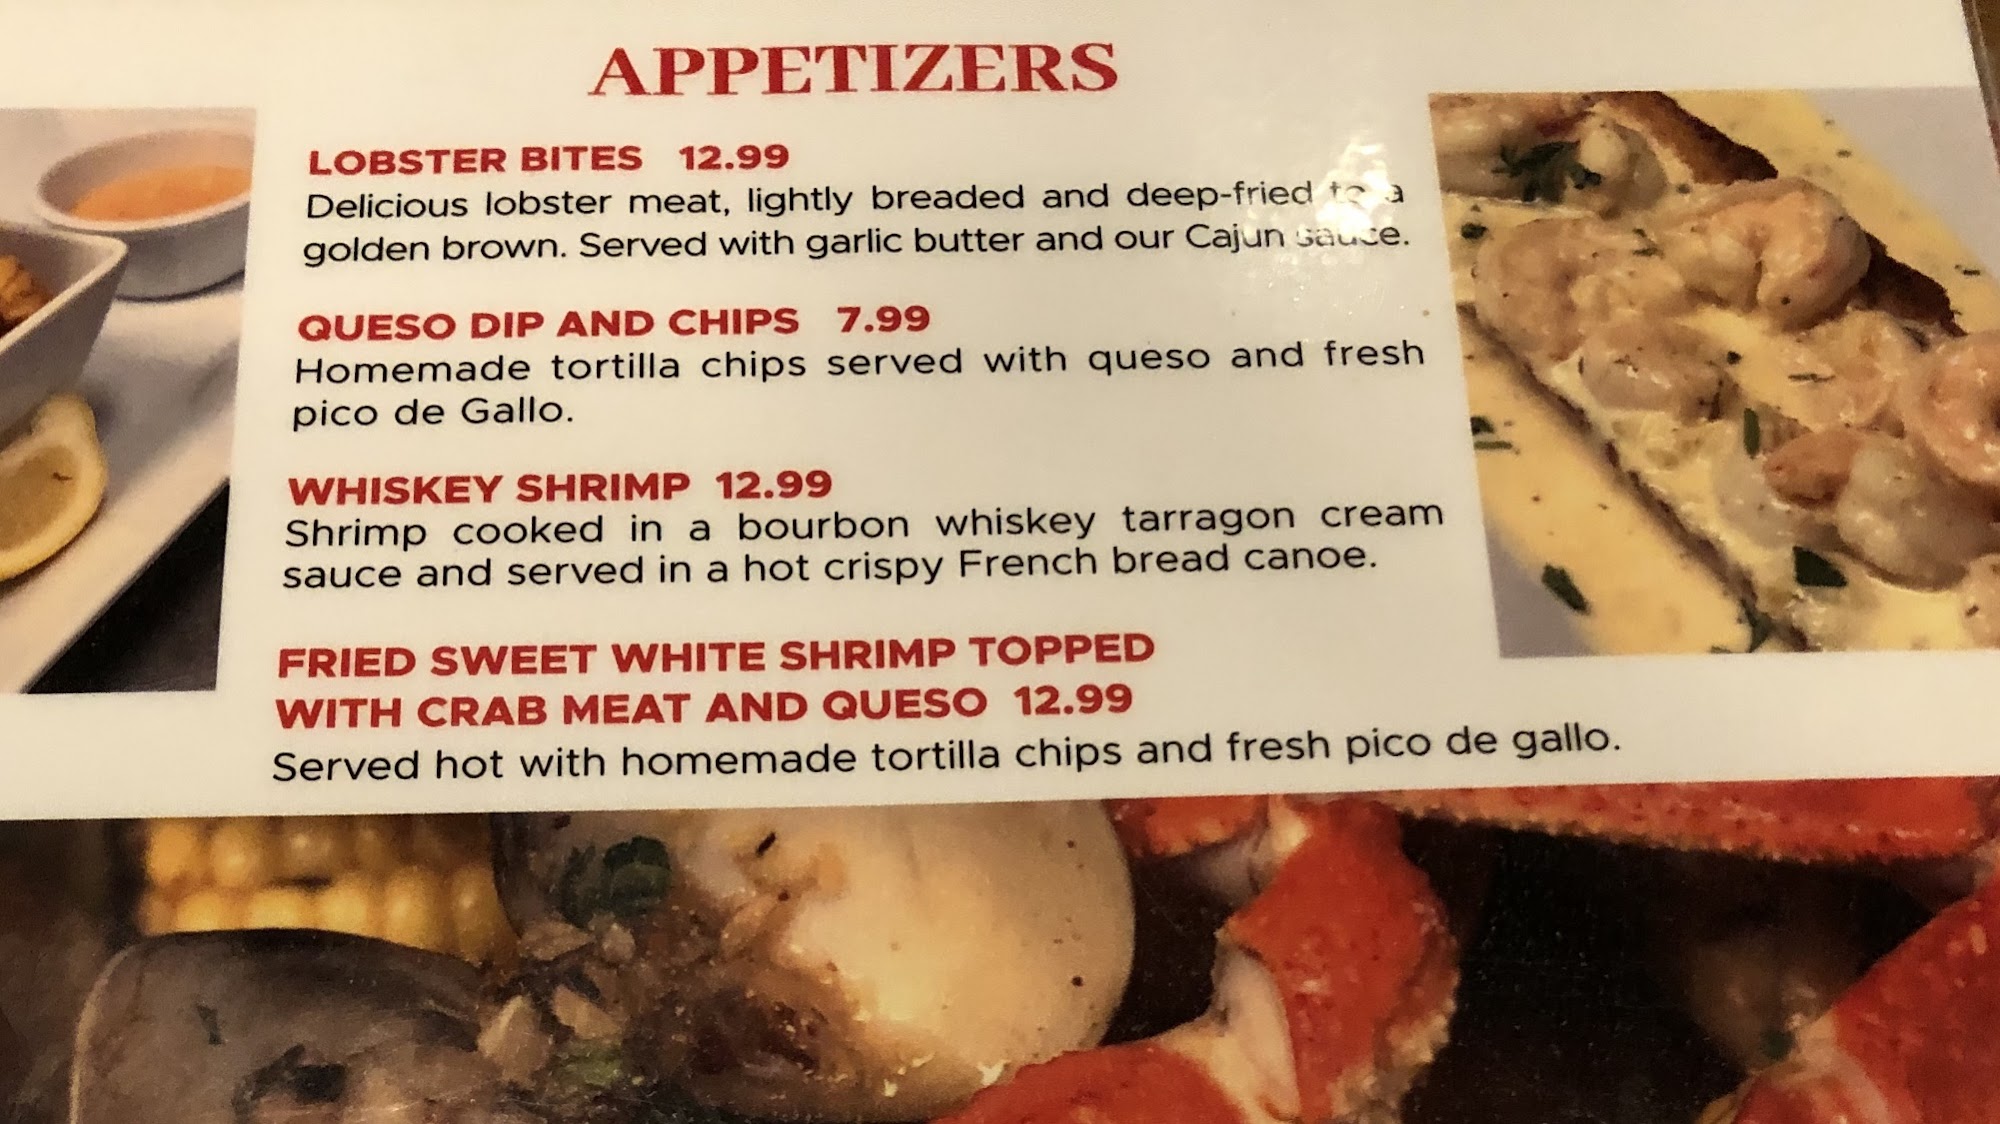 APPETIZERS
LOBSTER BITES 12.99
Delicious lobster meat, lightly breaded and deep-fried to a
golden brown. Served with garlic butter and our Cajun sauce.
QUESO DIP AND CHIPS 7.99
Homemade tortilla chips served with queso and fresh
pico de Gallo.
WHISKEY SHRIMP 12.99
Shrimp cooked in a bourbon whiskey tarragon cream
sauce and served in a hot crispy French bread canoe.
FRIED SWEET WHITE SHRIMP TOPPED
WITH CRAB MEAT AND QUESO 12.99
Served hot with homemade tortilla chips and fresh pico de gallo.